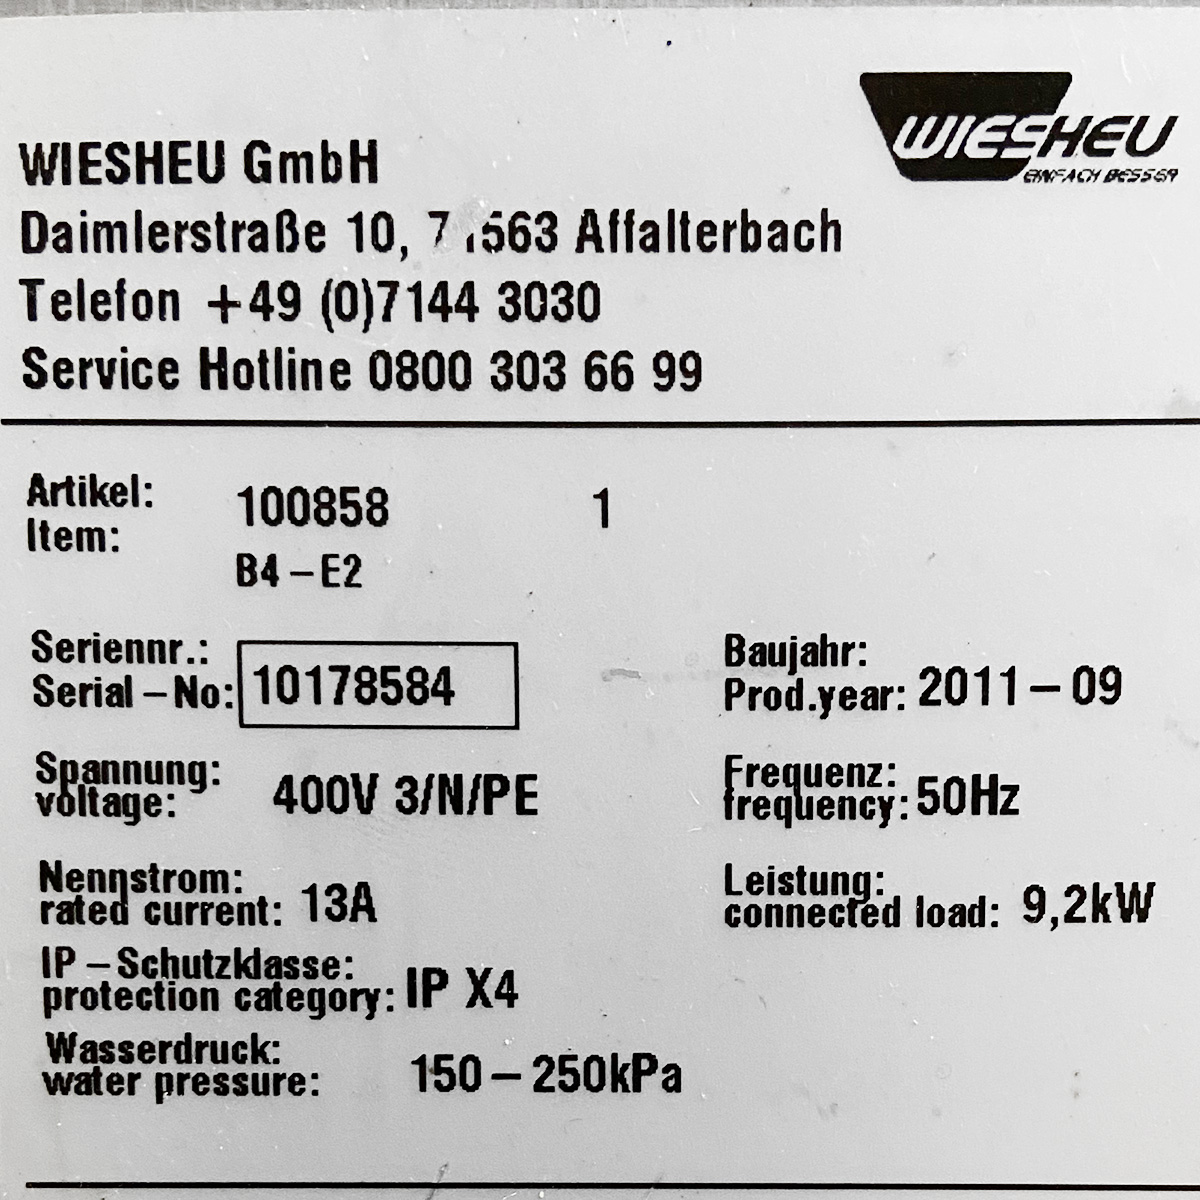 WIESHEU
EINFACH BESSER
WIESHEU GmbH
Daimlerstraße 10, Affalterbach
Telefon +49 (0)7144 3030
Service Hotline 0800 303 66 99
Artikel:
Item: 100858 1
B4-E2
Seriennr.:
Serial-No: 10178584
Baujahr:
Prod.year: 2011-09
Spannung:
voltage: 400V 3/N/PE
Frequenz:
frequency: 50Hz
Nennstrom:
rated current: 13A
Leistung:
connected load: 9,2kW
IP-Schutzklasse:
protection category: IP X4
Wasserdruck:
water pressure: 150-250kPa